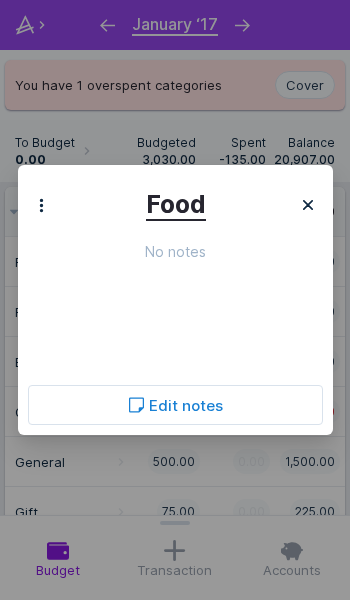 January ‘17
You have 1 overspent categories
Cover
To Budget Budgeted Spent Balance
0.00 3,030.00 -135.00 20,907.00
Food
No notes
Edit notes
General 500.00 0.00 1,500.00
Gift 75.00 0.00 225.00
Budget Transaction Accounts